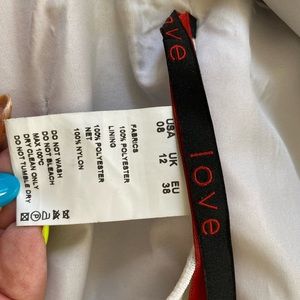 love
love
USA UK EU
08 12 38
FABRICS
100% POLYESTER
LINING
100% POLYESTER
NET
100% NYLON
DO NOT WASH
DO NOT BLEACH
MAX 100°C
DRY CLEAN ONLY
DO NOT TUMBLE DRY